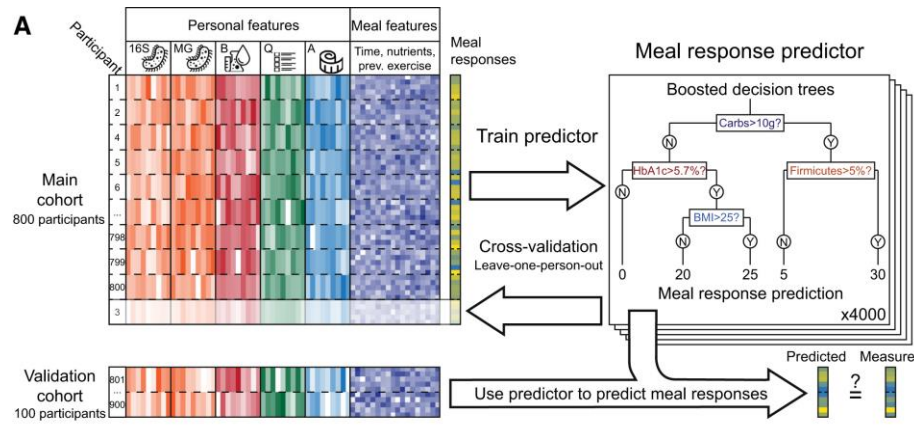 A
Participant
Personal features
Meal features
16S
MG
B
Q
A
Time, nutrients,
prev. exercise
Meal
responses
1
2
4
5
6
...
798
799
800
3
Main
cohort
800 participants
Validation
cohort
100 participants
801
...
900
Train predictor
Cross-validation
Leave-one-person-out
Meal response predictor
Boosted decision trees
Carbs>10g?
N
Y
HbA1c>5.7%?
Firmicutes>5%?
N
Y
BMI>25?
N
Y
N
Y
0
20
25
5
30
Meal response prediction
x4000
Use predictor to predict meal responses
Predicted
Measure
?
=